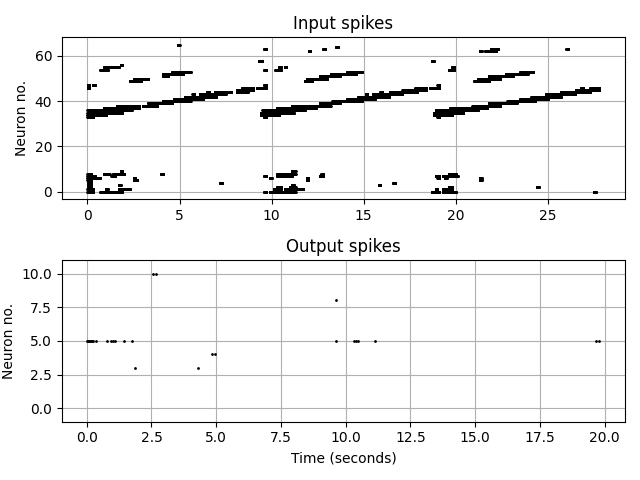 Input spikes
Neuron no.
60
40
20
0
0 5 10 15 20 25
Output spikes
Neuron no.
10.0
7.5
5.0
2.5
0.0
0.0 2.5 5.0 7.5 10.0 12.5 15.0 17.5 20.0
Time (seconds)